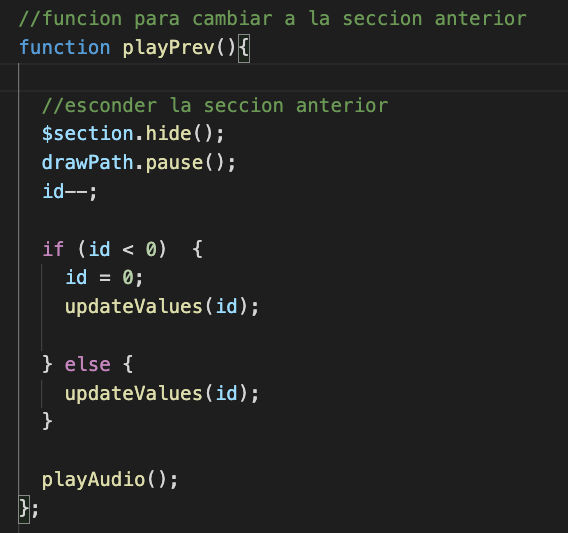 //funcion para cambiar a la seccion anterior
function playPrev(){
//esconder la seccion anterior
$section.hide();
drawPath.pause();
id--;
if (id < 0)  {
id = 0;
updateValues(id);
} else {
updateValues(id);
}
playAudio();
};